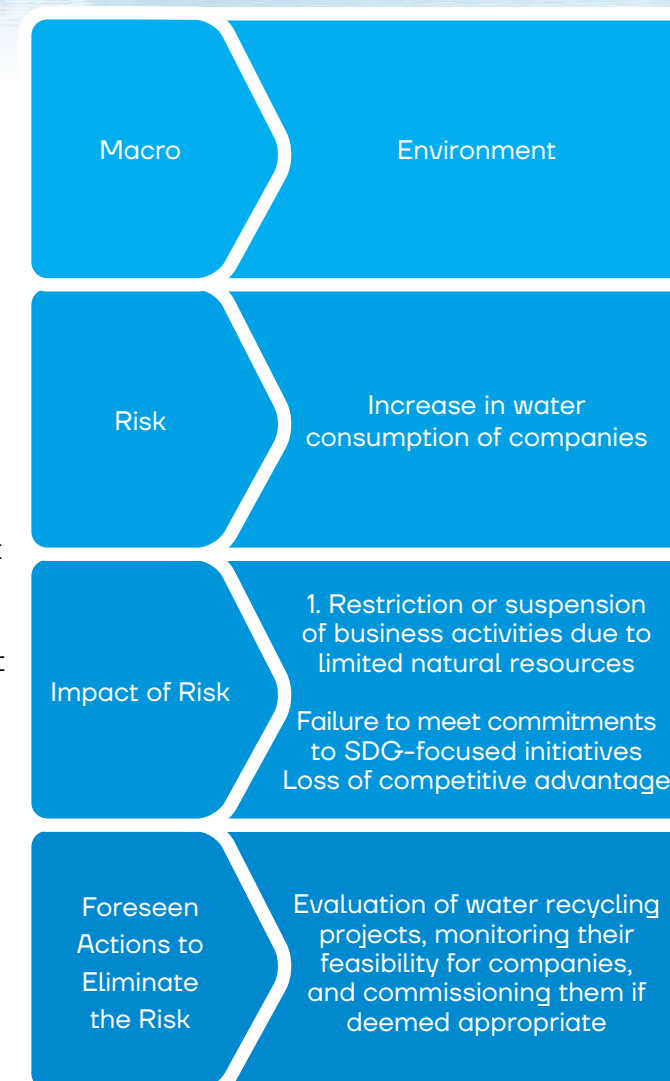 Macro
Environment
Risk
Increase in water
consumption of companies
Impact of Risk
1. Restriction or suspension
of business activities due to
limited natural resources
Failure to meet commitments
to SDG-focused initiatives
Loss of competitive advantage
Foreseen
Actions to
Eliminate
the Risk
Evaluation of water recycling
projects, monitoring their
feasibility for companies,
and commissioning them if
deemed appropriate